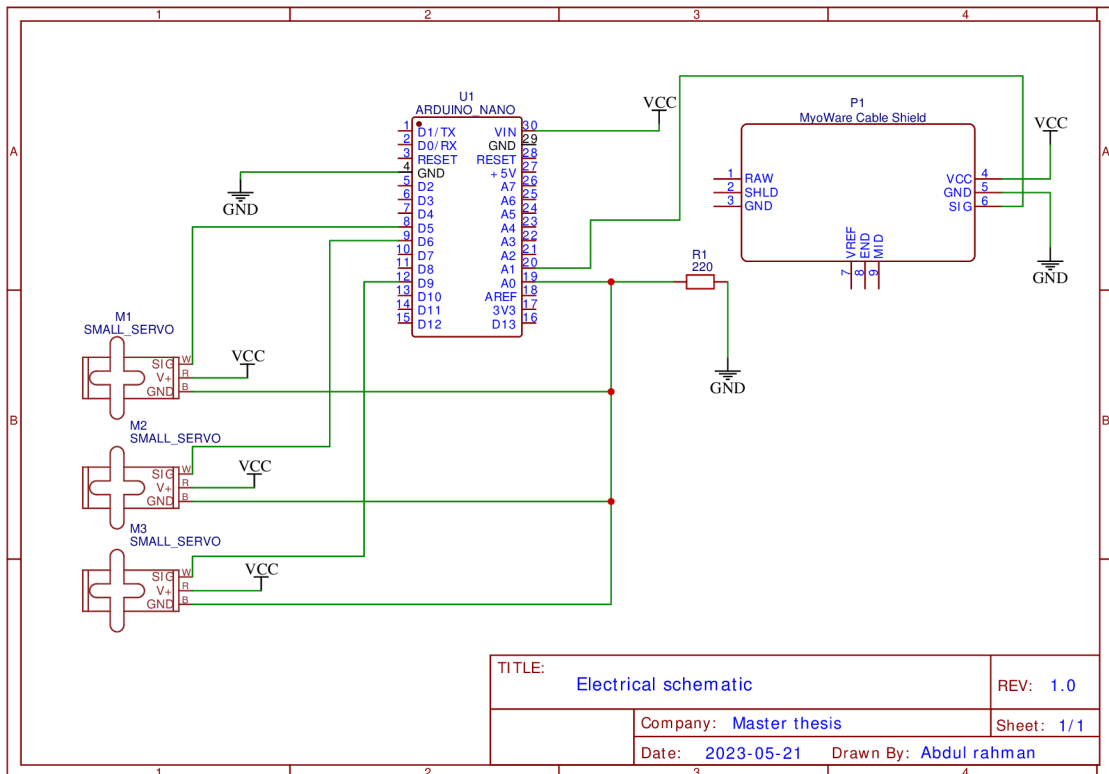 1 2 3 4
A A
B B
U1
ARDUINO_NANO
1 D1/TX VIN 30
2 D0/RX GND 29
3 RESET RESET 28
4 GND +5V 27
5 D2 A7 26
6 D3 A6 25
7 D4 A5 24
8 D5 A4 23
9 D6 A3 22
10 D7 A2 21
11 D8 A1 20
12 D9 A0 19
13 D10 AREF 18
14 D11 3V3 17
15 D12 D13 16
VCC
GND
P1
MyoWare Cable Shield
1 RAW VCC 4
2 SHLD GND 5
3 GND SIG 6
VREF END MID
7 8 9
VCC
GND
R1
220
GND
M1
SMALL_SERVO
SIG W
V+ R
GND B
VCC
M2
SMALL_SERVO
SIG W
V+ R
GND B
VCC
M3
SMALL_SERVO
SIG W
V+ R
GND B
VCC
TITLE:
Electrical schematic
REV: 1.0
Company: Master thesis
Sheet: 1/1
Date: 2023-05-21 Drawn By: Abdul rahman
1 2 3 4